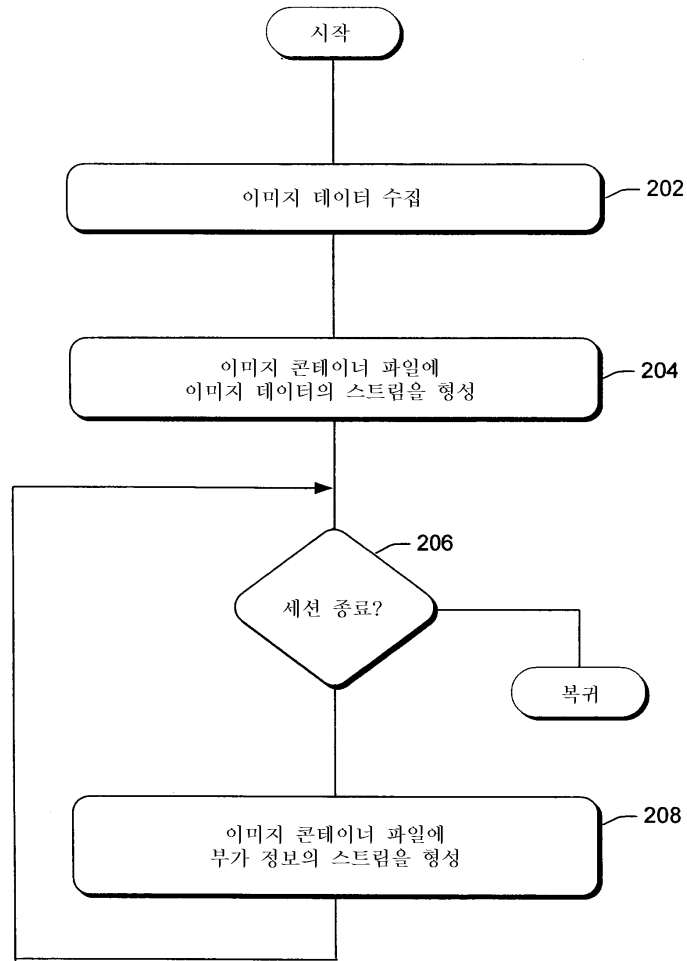 시작
이미지 데이터 수집
202
이미지 콘테이너 파일에
이미지 데이터의 스트림을 형성
204
206
세션 종료?
복귀
이미지 콘테이너 파일에
부가 정보의 스트림을 형성
208